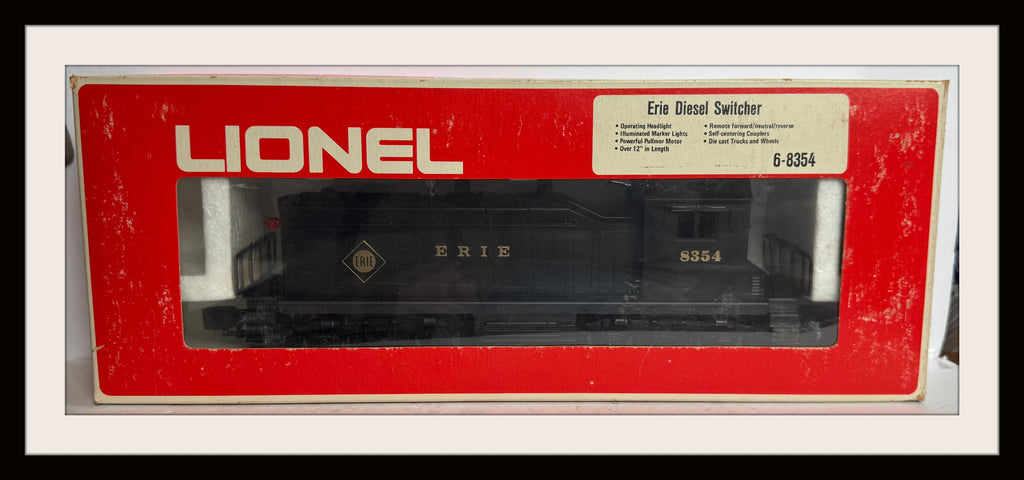 LIONEL
Erie Diesel Switcher
• Operating Headlight
• Illuminated Marker Lights
• Powerful Pullmor Motor
• Over 12" in Length
• Remote forward/neutral/reverse
• Self-centering Couplers
• Die cast Trucks and Wheels
6-8354
ERIE
ERIE
8354